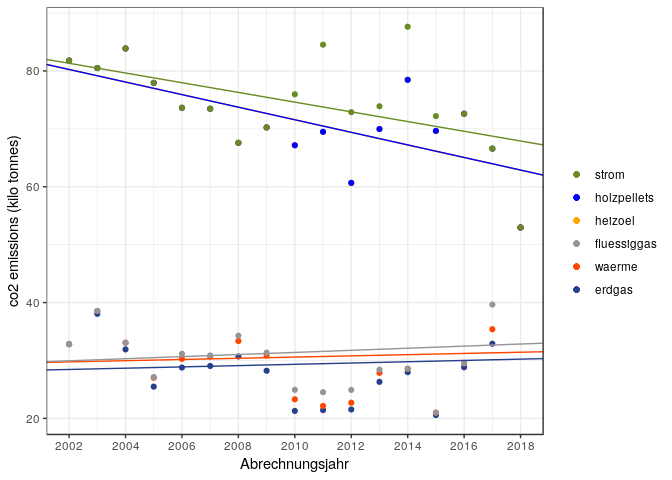 co2 emissions (kilo tonnes)
80
60
40
20
2002 2004 2006 2008 2010 2012 2014 2016 2018
Abrechnungsjahr
strom
holzpellets
heizoel
fluessiggas
waerme
erdgas